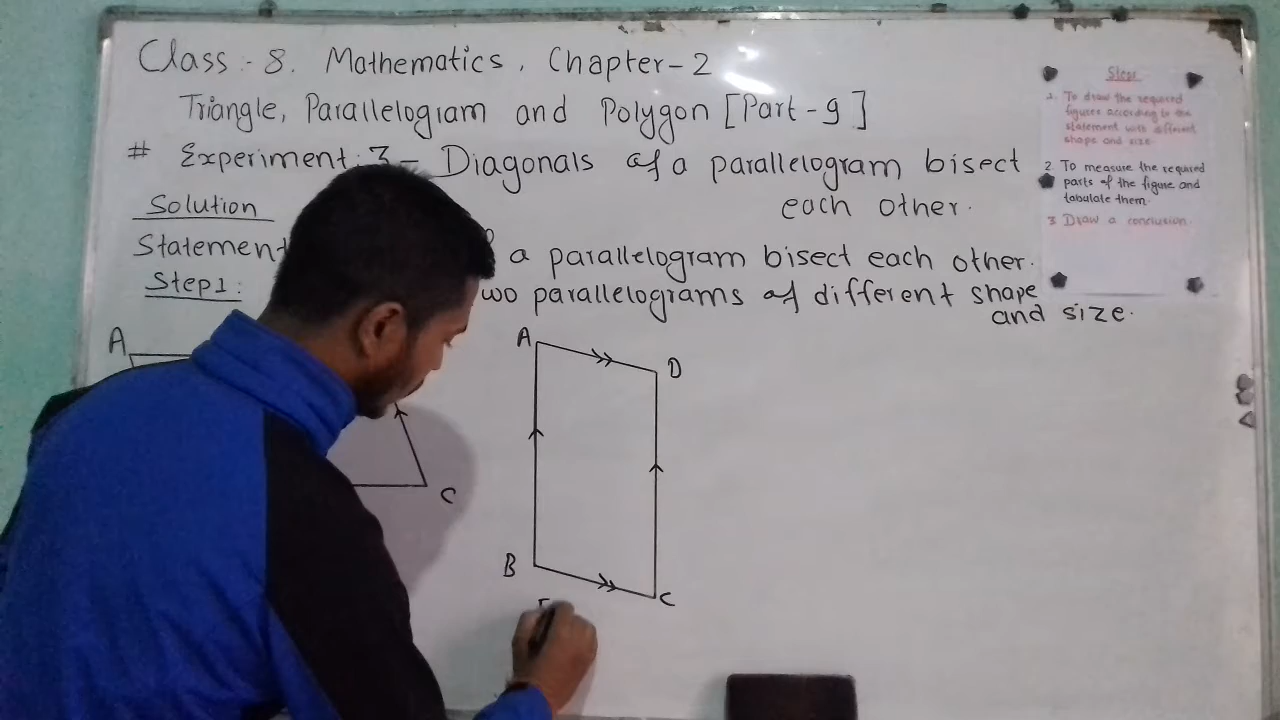 Class - 8. Mathematics, Chapter - 2
Triangle, Parallelogram and Polygon [Part - 9]
# Experiment: 3 - Diagonals of a parallelogram bisect
each other.
Solution
Statement a parallelogram bisect each other.
Step 1: wo parallelograms of different shape
and size.
A
C
A
D
B
C
Steps
1. To draw the required
figures according to the
statement with different
shape and size.
2. To measure the required
parts of the figure and
tabulate them.
3. Draw a conclusion.